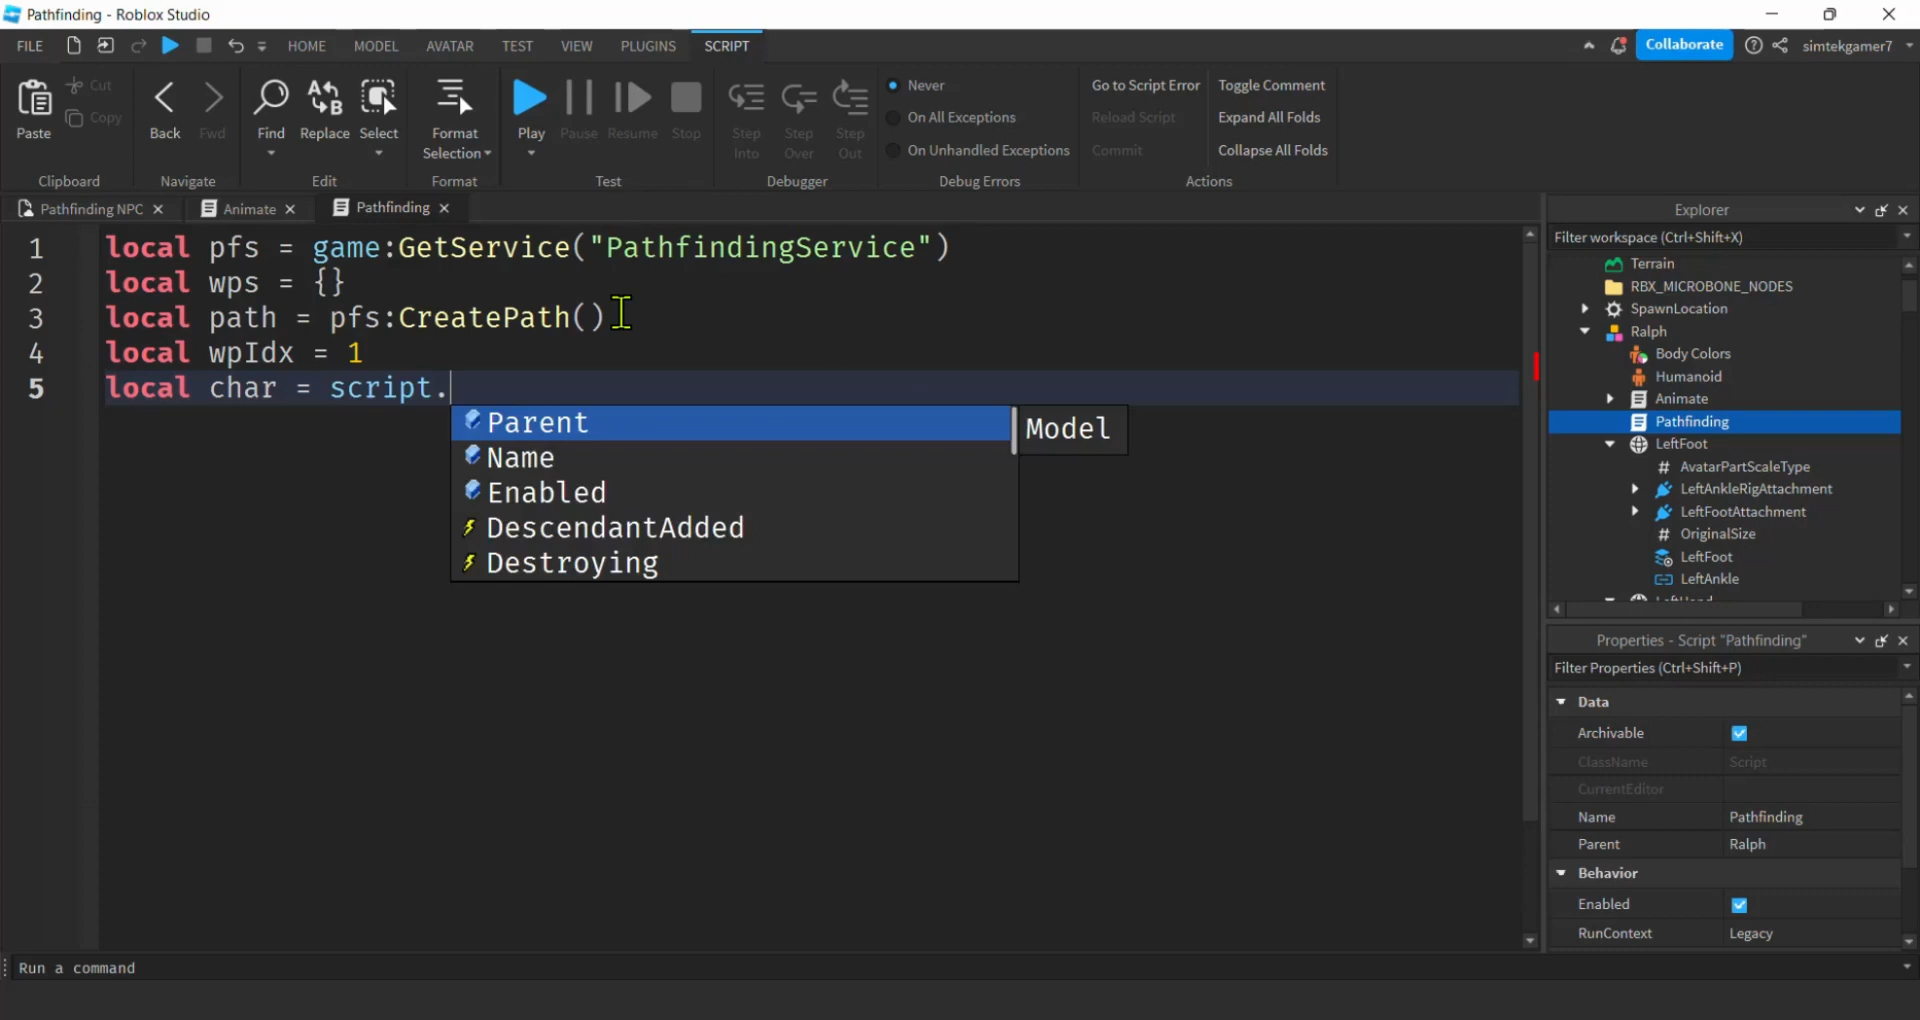 Pathfinding - Roblox Studio
FILE HOME MODEL AVATAR TEST VIEW PLUGINS SCRIPT Collaborate simtekgamer7
Paste Cut Copy
Back Fwd
Find Replace Select
Format Selection
Play Pause Resume Stop
Step Into Step Over Step Out
Never
On All Exceptions
On Unhandled Exceptions
Go to Script Error
Reload Script
Commit
Toggle Comment
Expand All Folds
Collapse All Folds
Clipboard Navigate Edit Format Test Debugger Debug Errors Actions
Pathfinding NPC Animate Pathfinding
1 local pfs = game:GetService("PathfindingService")
2 local wps = {}
3 local path = pfs:CreatePath()
4 local wpIdx = 1
5 local char = script.
Parent Model
Name
Enabled
DescendantAdded
Destroying
Explorer
Filter workspace (Ctrl+Shift+X)
Terrain
RBX_MICROBONE_NODES
SpawnLocation
Ralph
Body Colors
Humanoid
Animate
Pathfinding
LeftFoot
AvatarPartScaleType
LeftAnkleRigAttachment
LeftFootAttachment
OriginalSize
LeftFoot
LeftAnkle
Properties - Script "Pathfinding"
Filter Properties (Ctrl+Shift+P)
Data
Archivable
ClassName Script
CurrentEditor
Name Pathfinding
Parent Ralph
Behavior
Enabled
RunContext Legacy
Run a command